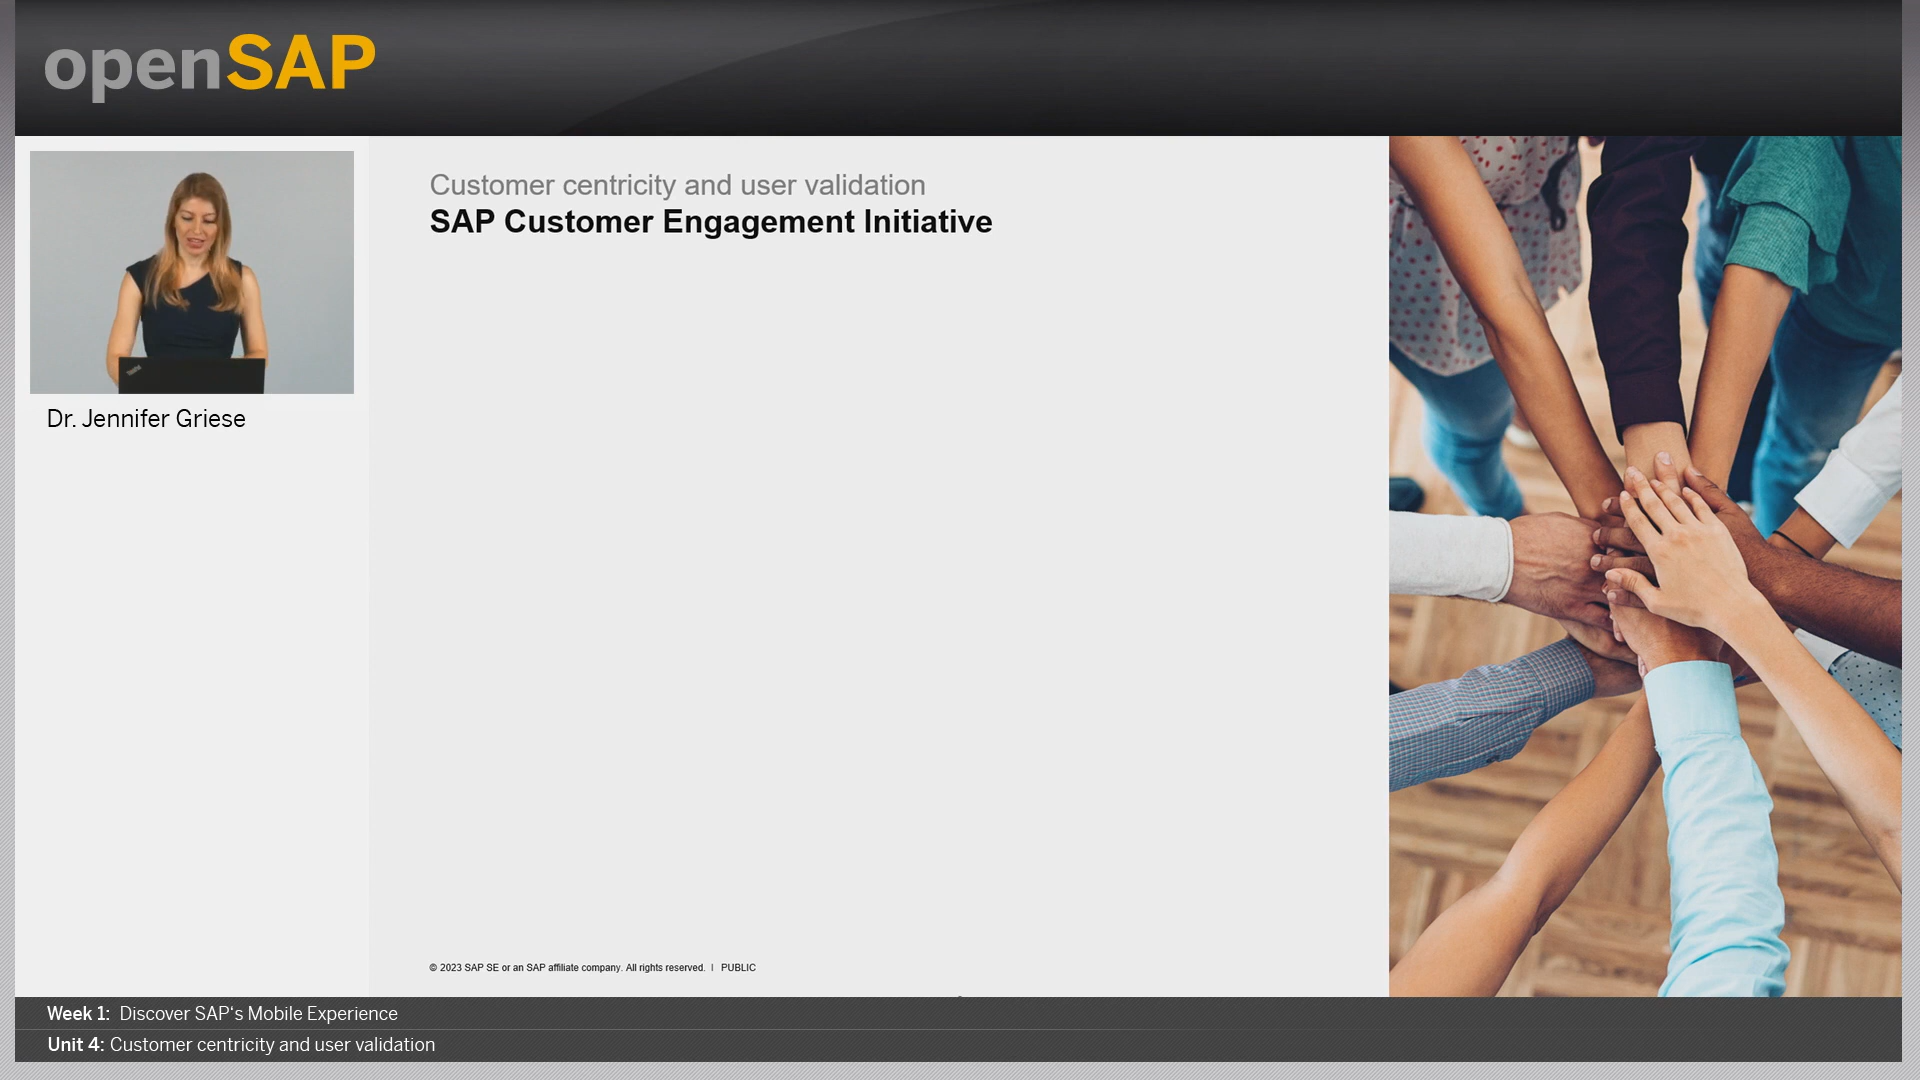 openSAP
Customer centricity and user validation
SAP Customer Engagement Initiative
Dr. Jennifer Griese
© 2023 SAP SE or an SAP affiliate company. All rights reserved. | PUBLIC
Week 1: Discover SAP‘s Mobile Experience
Unit 4: Customer centricity and user validation